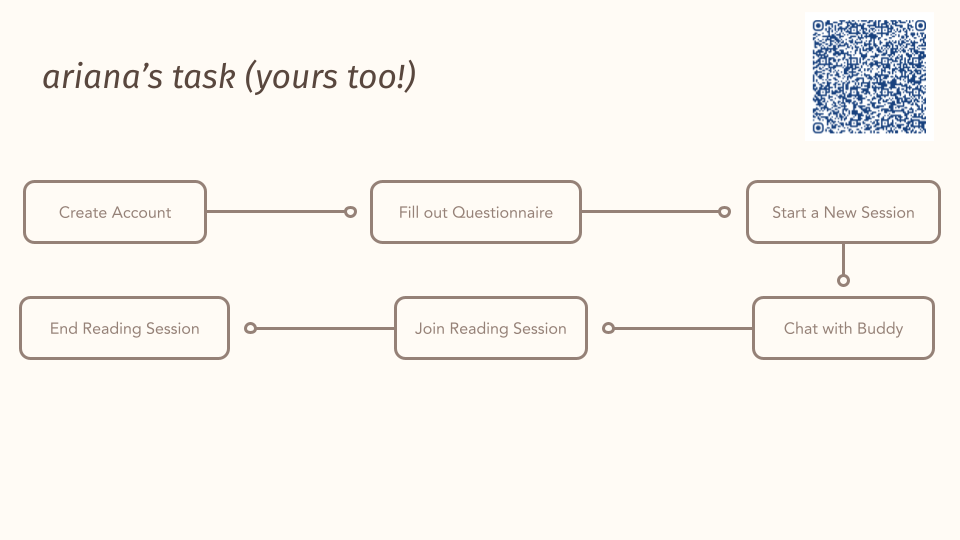 ariana’s task (yours too!)
Create Account
Fill out Questionnaire
Start a New Session
Chat with Buddy
Join Reading Session
End Reading Session